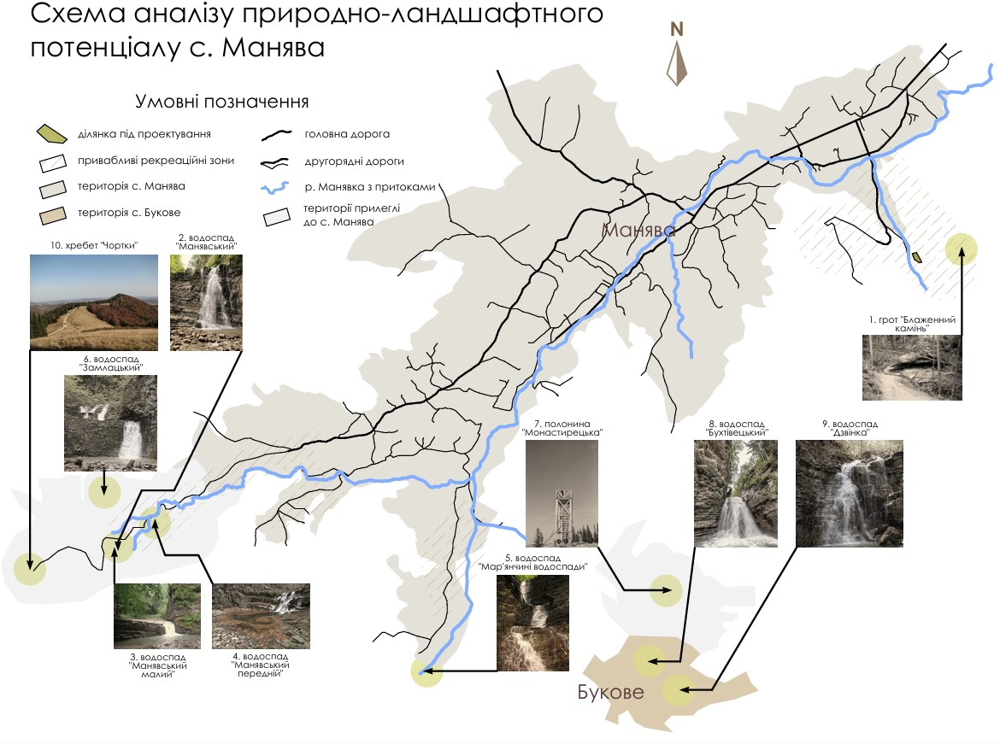 Схема аналізу природно-ландшафтного
потенціалу с. Манява
N
Умовні позначення
ділянка під проектування
привабливі рекреаційні зони
територія с. Манява
територія с. Букове
головна дорога
другорядні дороги
р. Манявка з притоками
території прилеглі
до с. Манява
10. хребет "Чортки"
2. водоспад
"Манявський"
6. водоспад
"Замлацький"
Манява
1. грот "Блаженний
камінь"
7. полонина
"Монастирецька"
8. водоспад
"Бухтівецький"
9. водоспад
"Дзвінка"
5. водоспад
"Мар'янчині водоспади"
3. водоспад
"Манявський
малий"
4. водоспад
"Манявський
передній"
Букове